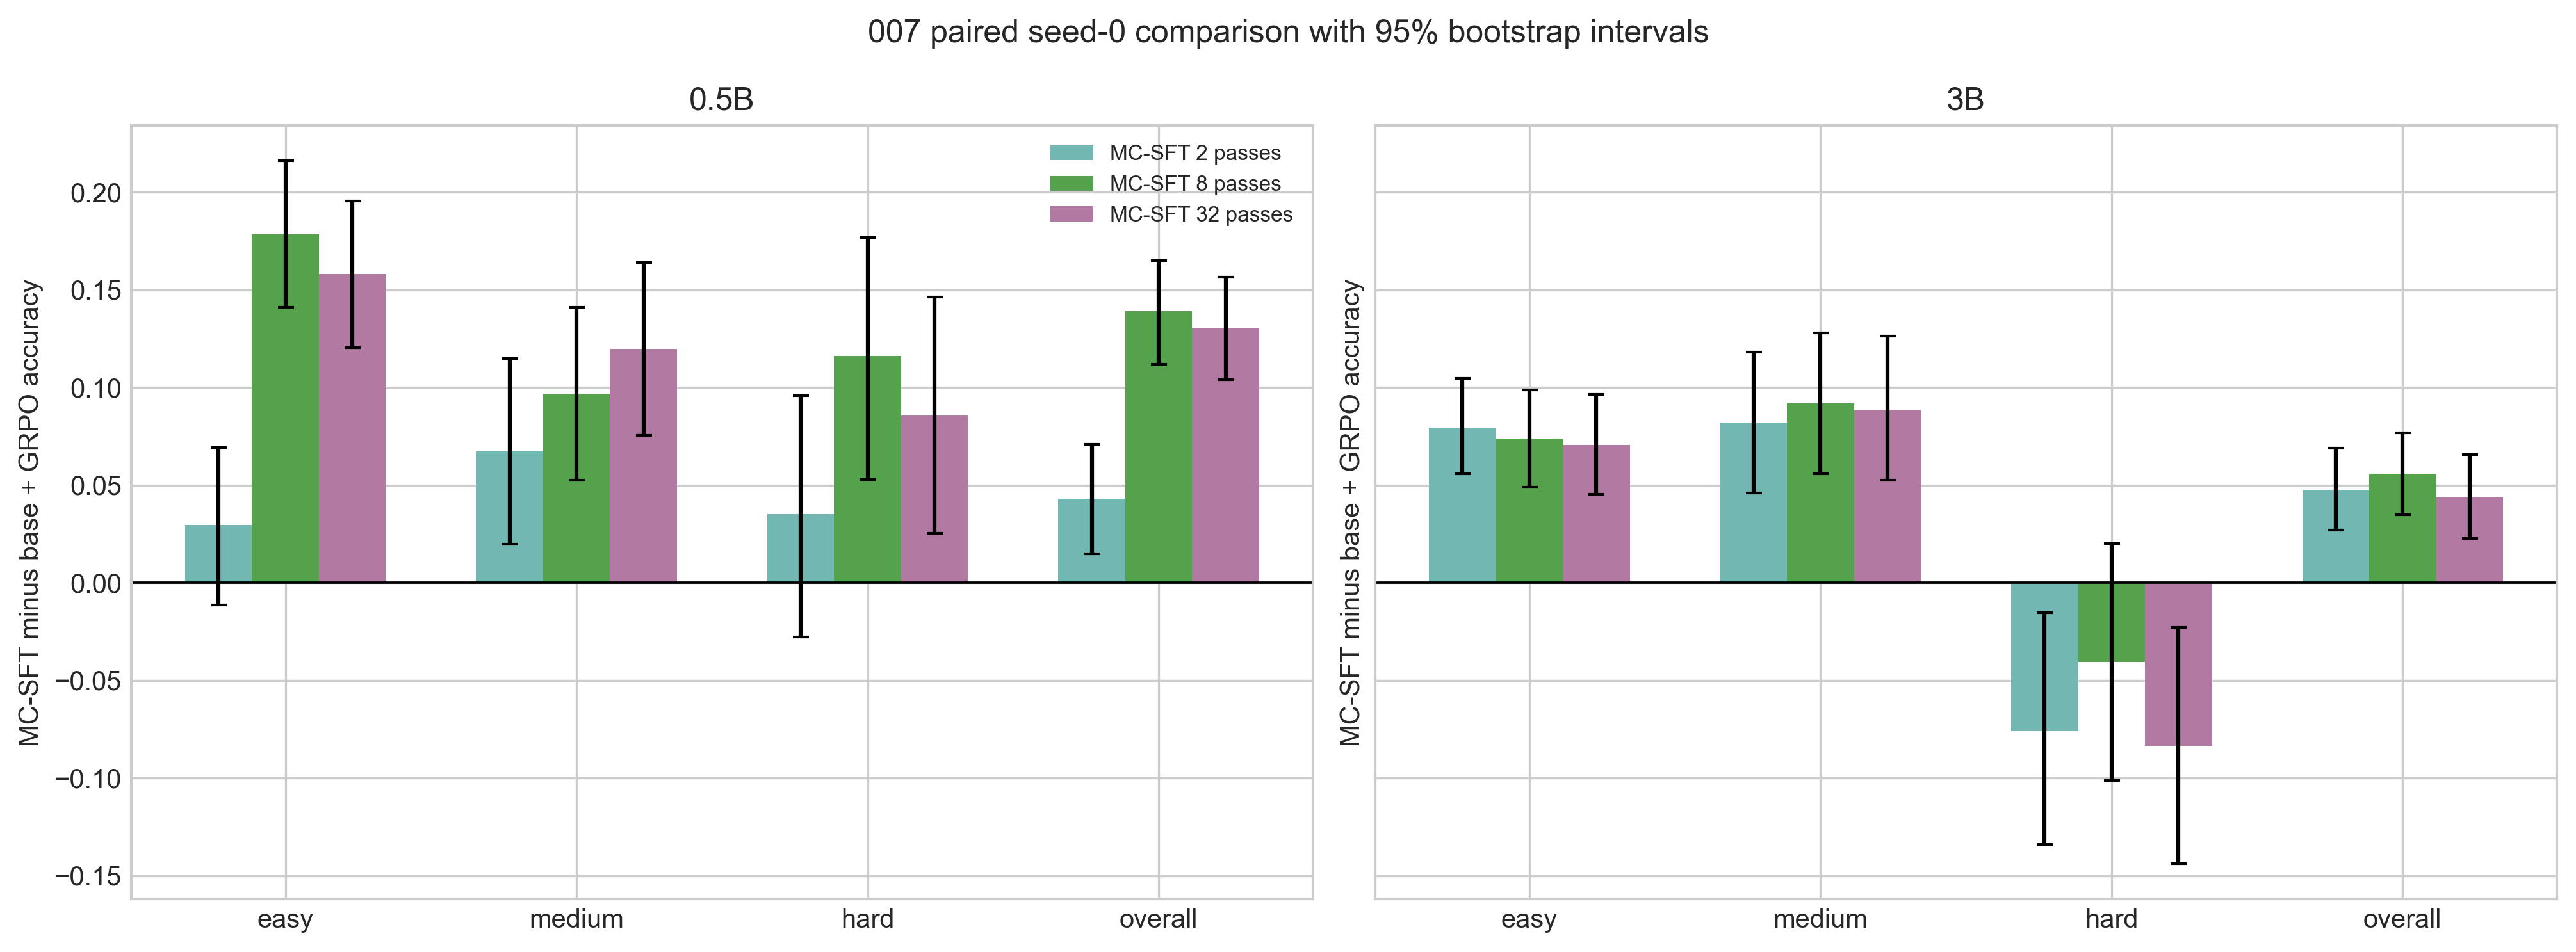 007 paired seed-0 comparison with 95% bootstrap intervals
0.5B
MC-SFT minus base + GRPO accuracy
0.20
0.15
0.10
0.05
0.00
−0.05
−0.10
−0.15
MC-SFT 2 passes
MC-SFT 8 passes
MC-SFT 32 passes
easy
medium
hard
overall
3B
MC-SFT minus base + GRPO accuracy
easy
medium
hard
overall